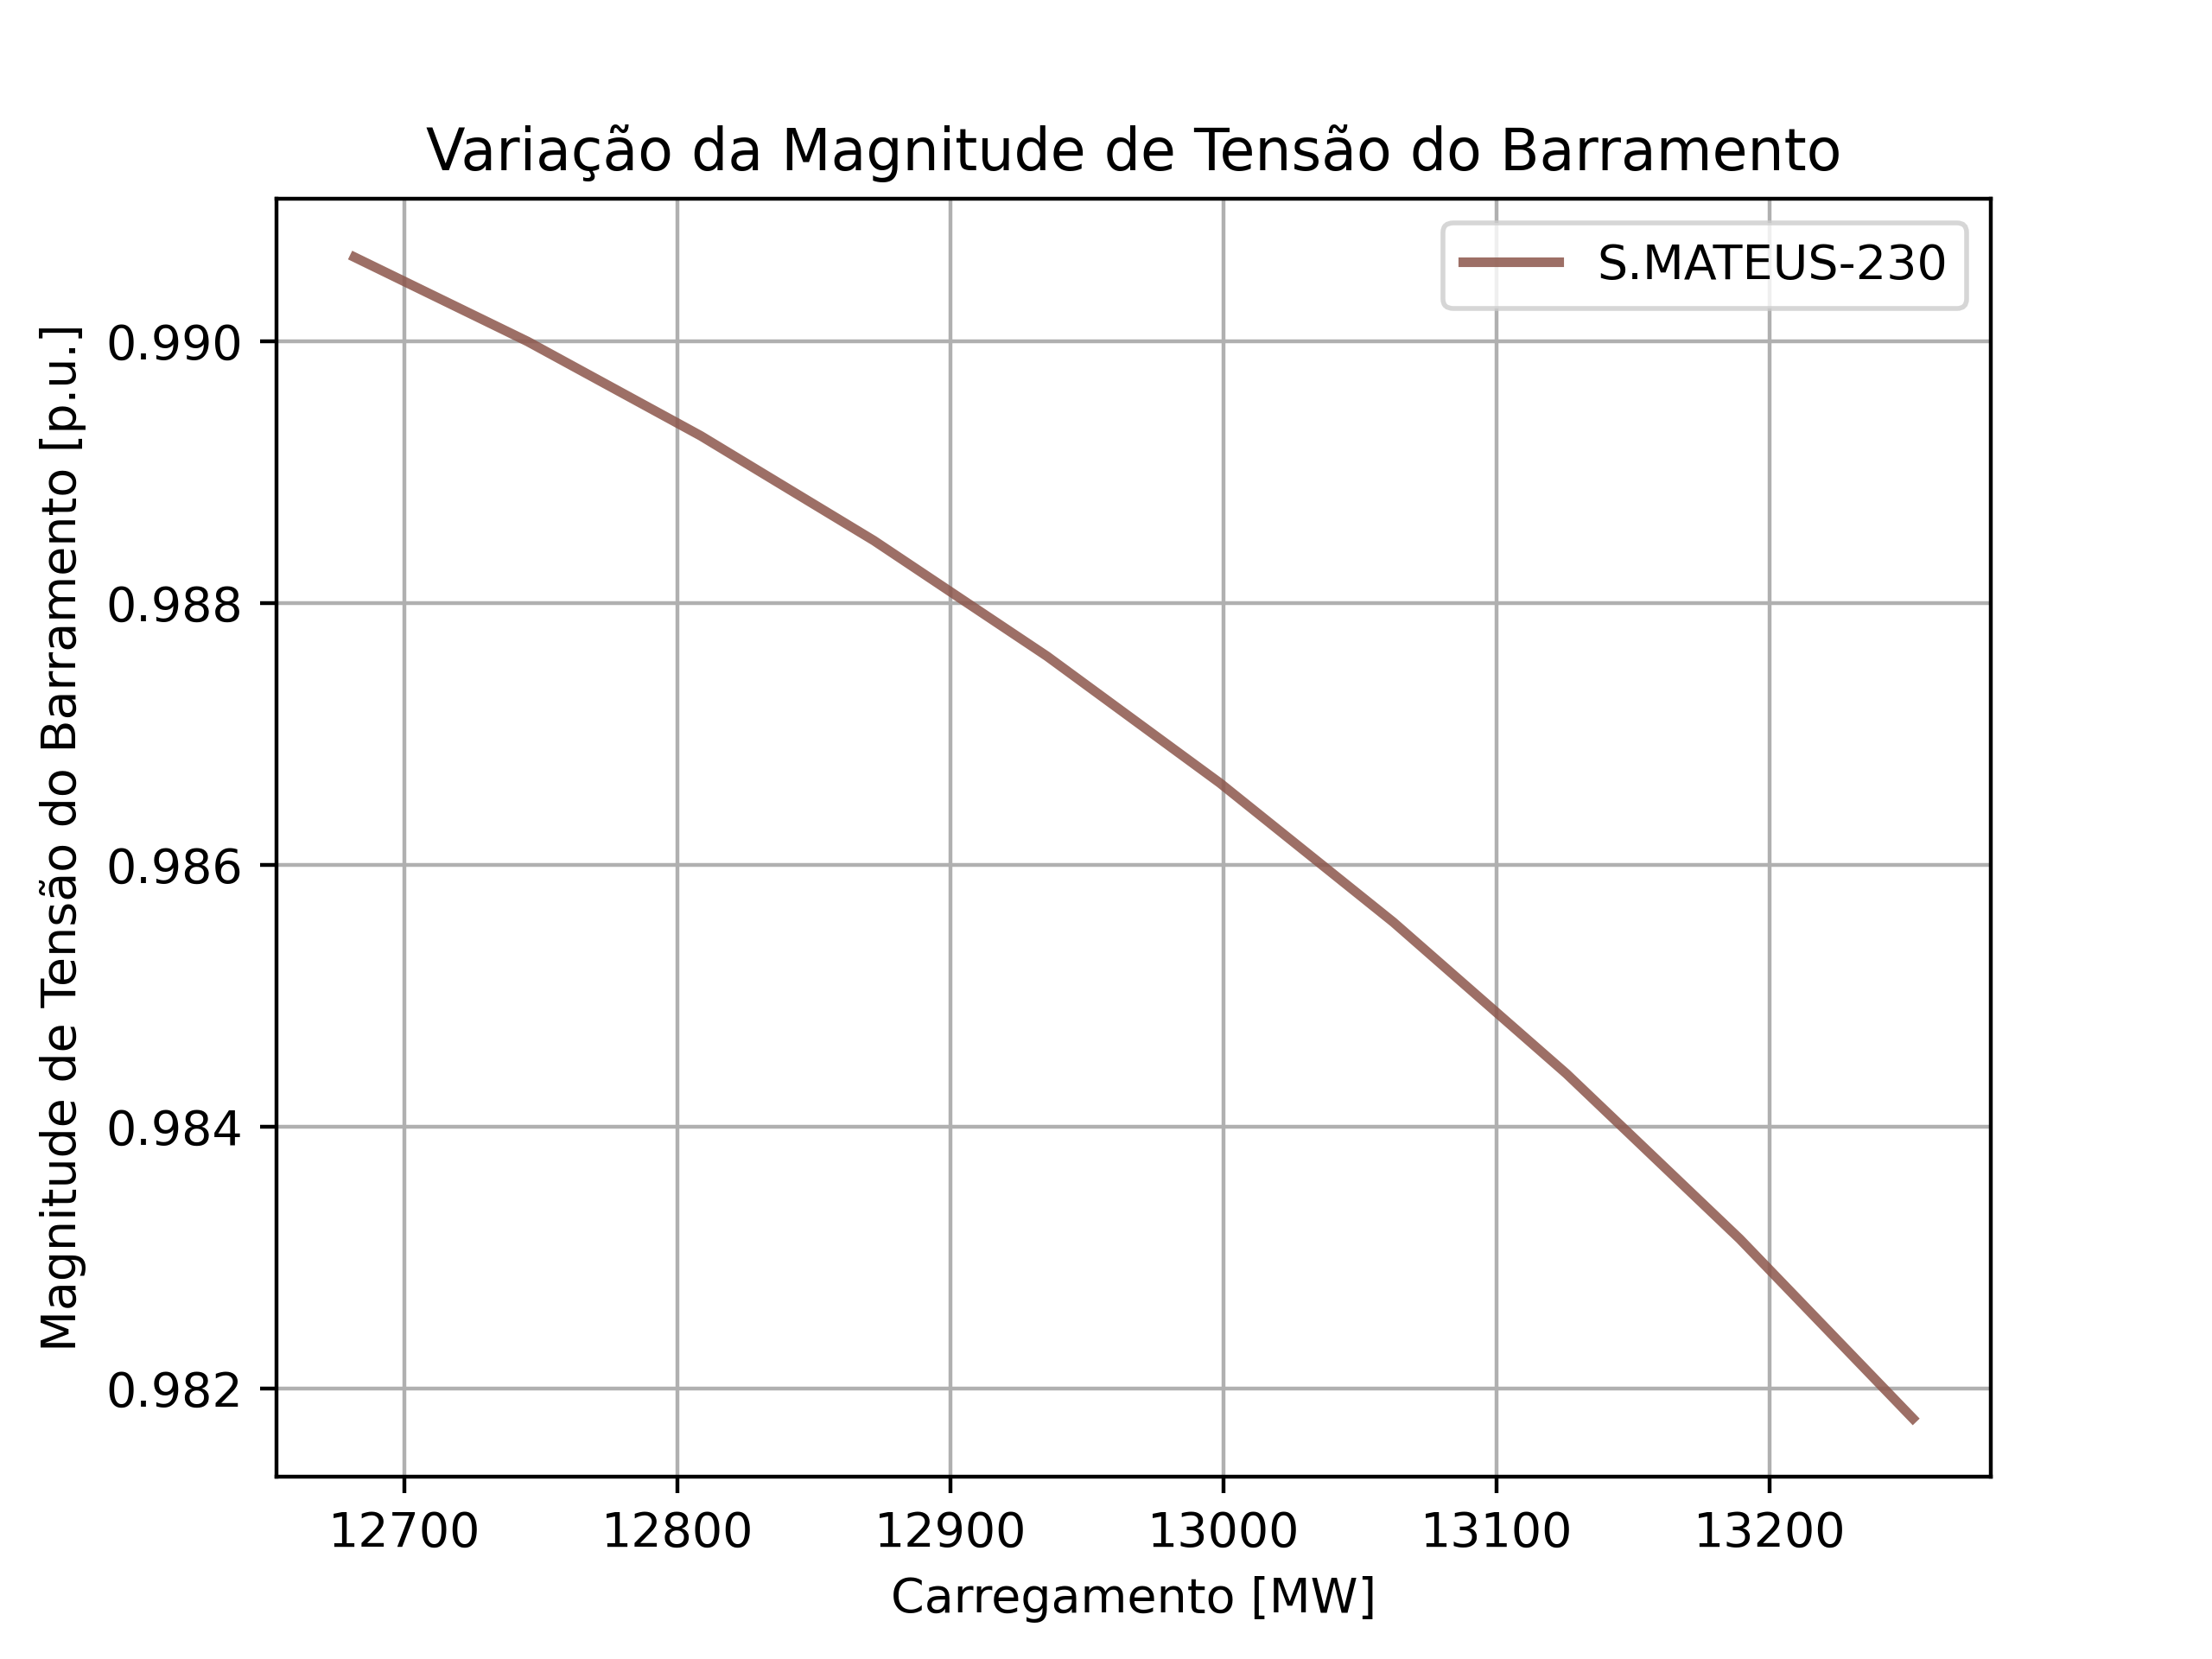 Variação da Magnitude de Tensão do Barramento
S.MATEUS-230
Magnitude de Tensão do Barramento [p.u.]
0.990
0.988
0.986
0.984
0.982
12700 12800 12900 13000 13100 13200
Carregamento [MW]